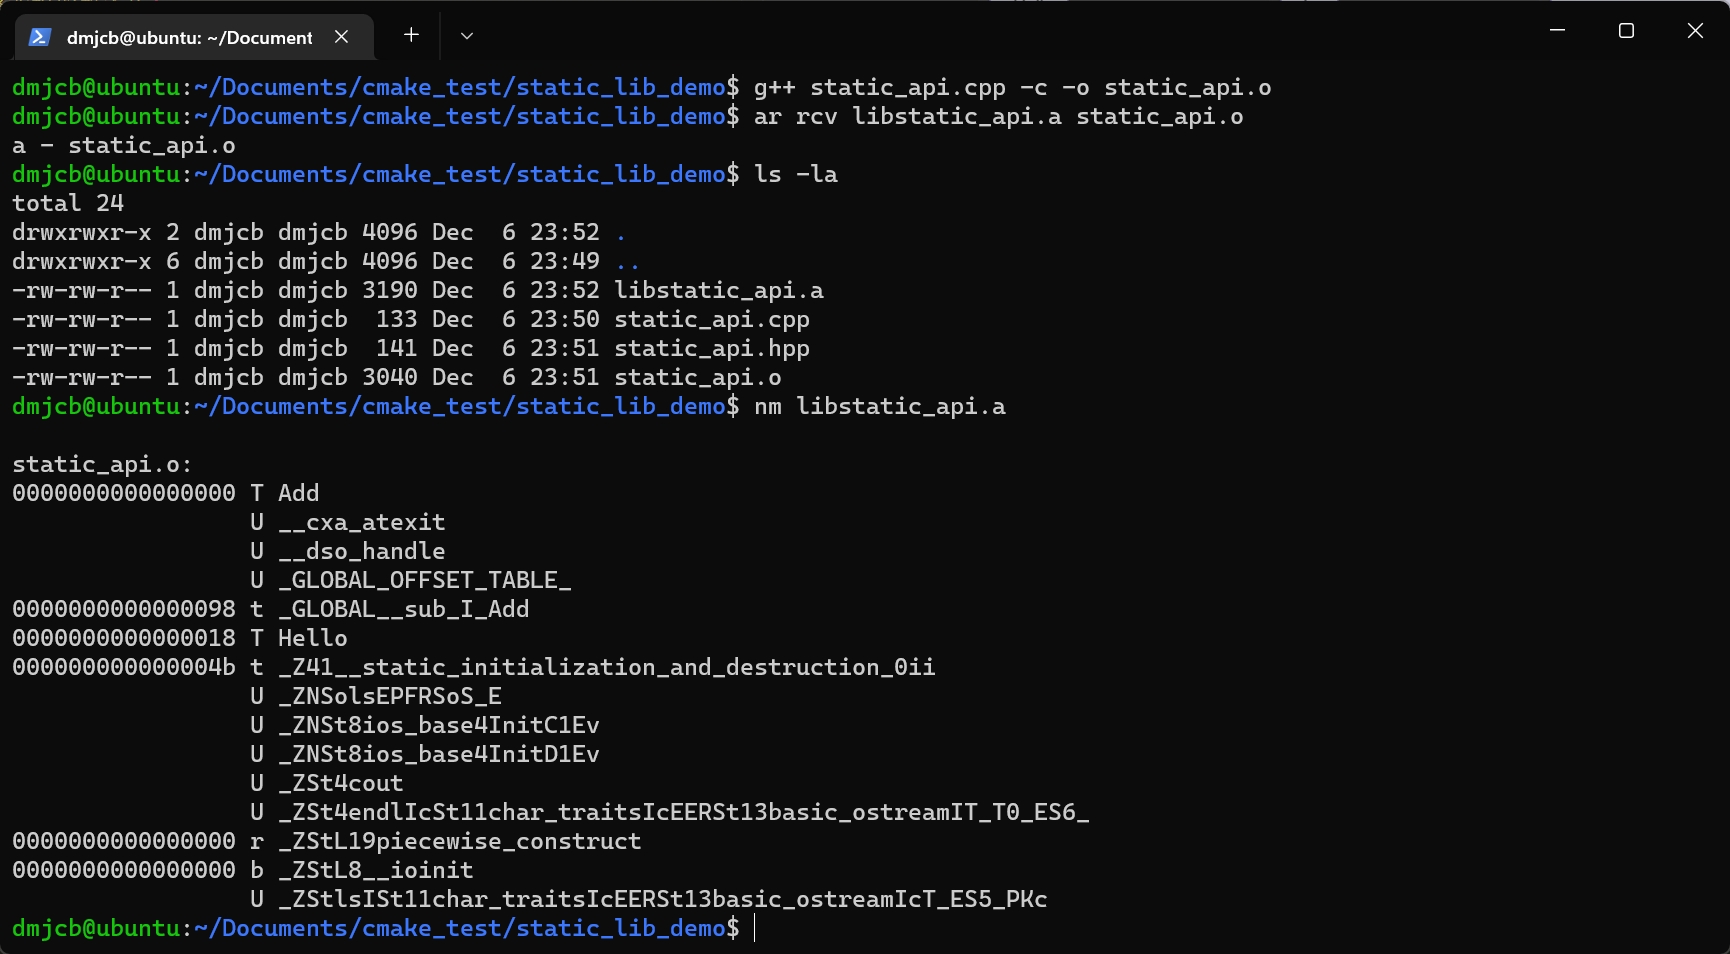 dmjcb@ubuntu: ~/Document
dmjcb@ubuntu:~/Documents/cmake_test/static_lib_demo$ g++ static_api.cpp -c -o static_api.o
dmjcb@ubuntu:~/Documents/cmake_test/static_lib_demo$ ar rcv libstatic_api.a static_api.o
a - static_api.o
dmjcb@ubuntu:~/Documents/cmake_test/static_lib_demo$ ls -la
total 24
drwxrwxr-x 2 dmjcb dmjcb 4096 Dec  6 23:52 .
drwxrwxr-x 6 dmjcb dmjcb 4096 Dec  6 23:49 ..
-rw-rw-r-- 1 dmjcb dmjcb 3190 Dec  6 23:52 libstatic_api.a
-rw-rw-r-- 1 dmjcb dmjcb  133 Dec  6 23:50 static_api.cpp
-rw-rw-r-- 1 dmjcb dmjcb  141 Dec  6 23:51 static_api.hpp
-rw-rw-r-- 1 dmjcb dmjcb 3040 Dec  6 23:51 static_api.o
dmjcb@ubuntu:~/Documents/cmake_test/static_lib_demo$ nm libstatic_api.a
static_api.o:
0000000000000000 T Add
                 U __cxa_atexit
                 U __dso_handle
                 U _GLOBAL_OFFSET_TABLE_
0000000000000098 t _GLOBAL__sub_I_Add
0000000000000018 T Hello
000000000000004b t _Z41__static_initialization_and_destruction_0ii
                 U _ZNSolsEPFRSoS_E
                 U _ZNSt8ios_base4InitC1Ev
                 U _ZNSt8ios_base4InitD1Ev
                 U _ZSt4cout
                 U _ZSt4endlIcSt11char_traitsIcEERSt13basic_ostreamIT_T0_ES6_
0000000000000000 r _ZStL19piecewise_construct
0000000000000000 b _ZStL8__ioinit
                 U _ZStlsISt11char_traitsIcEERSt13basic_ostreamIcT_ES5_PKc
dmjcb@ubuntu:~/Documents/cmake_test/static_lib_demo$